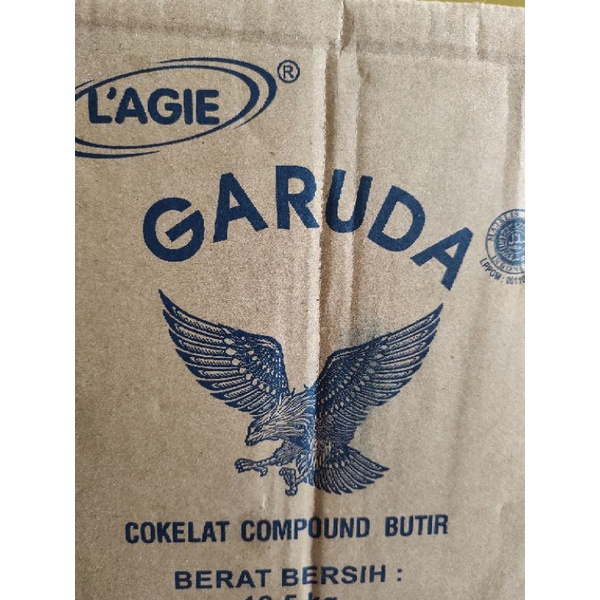 L'AGIE ®
GARUDA
COKELAT COMPOUND BUTIR
BERAT BERSIH :